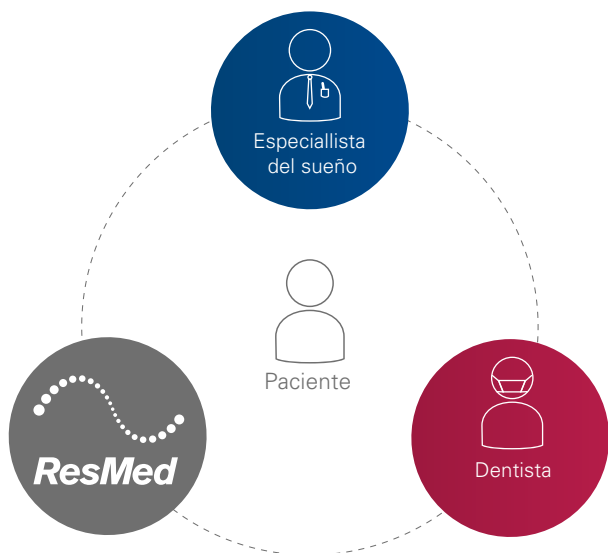 Especiallista
del sueño
Paciente
ResMed
Dentista